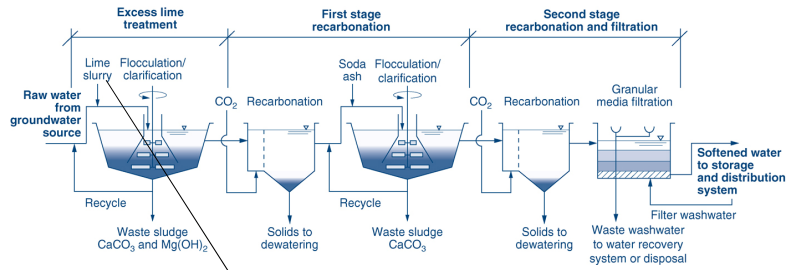 Excess lime
treatment
First stage
recarbonation
Second stage
recarbonation and filtration
Lime
slurry
Flocculation/
clarification
Raw water
from
groundwater
source
CO₂
Recarbonation
Soda
ash
Flocculation/
clarification
CO₂
Recarbonation
Granular
media filtration
Softened water
to storage
and distribution
system
Recycle
Recycle
Filter washwater
Waste sludge
CaCO₃ and Mg(OH)₂
Solids to
dewatering
Waste sludge
CaCO₃
Solids to
dewatering
Waste washwater
to water recovery
system or disposal